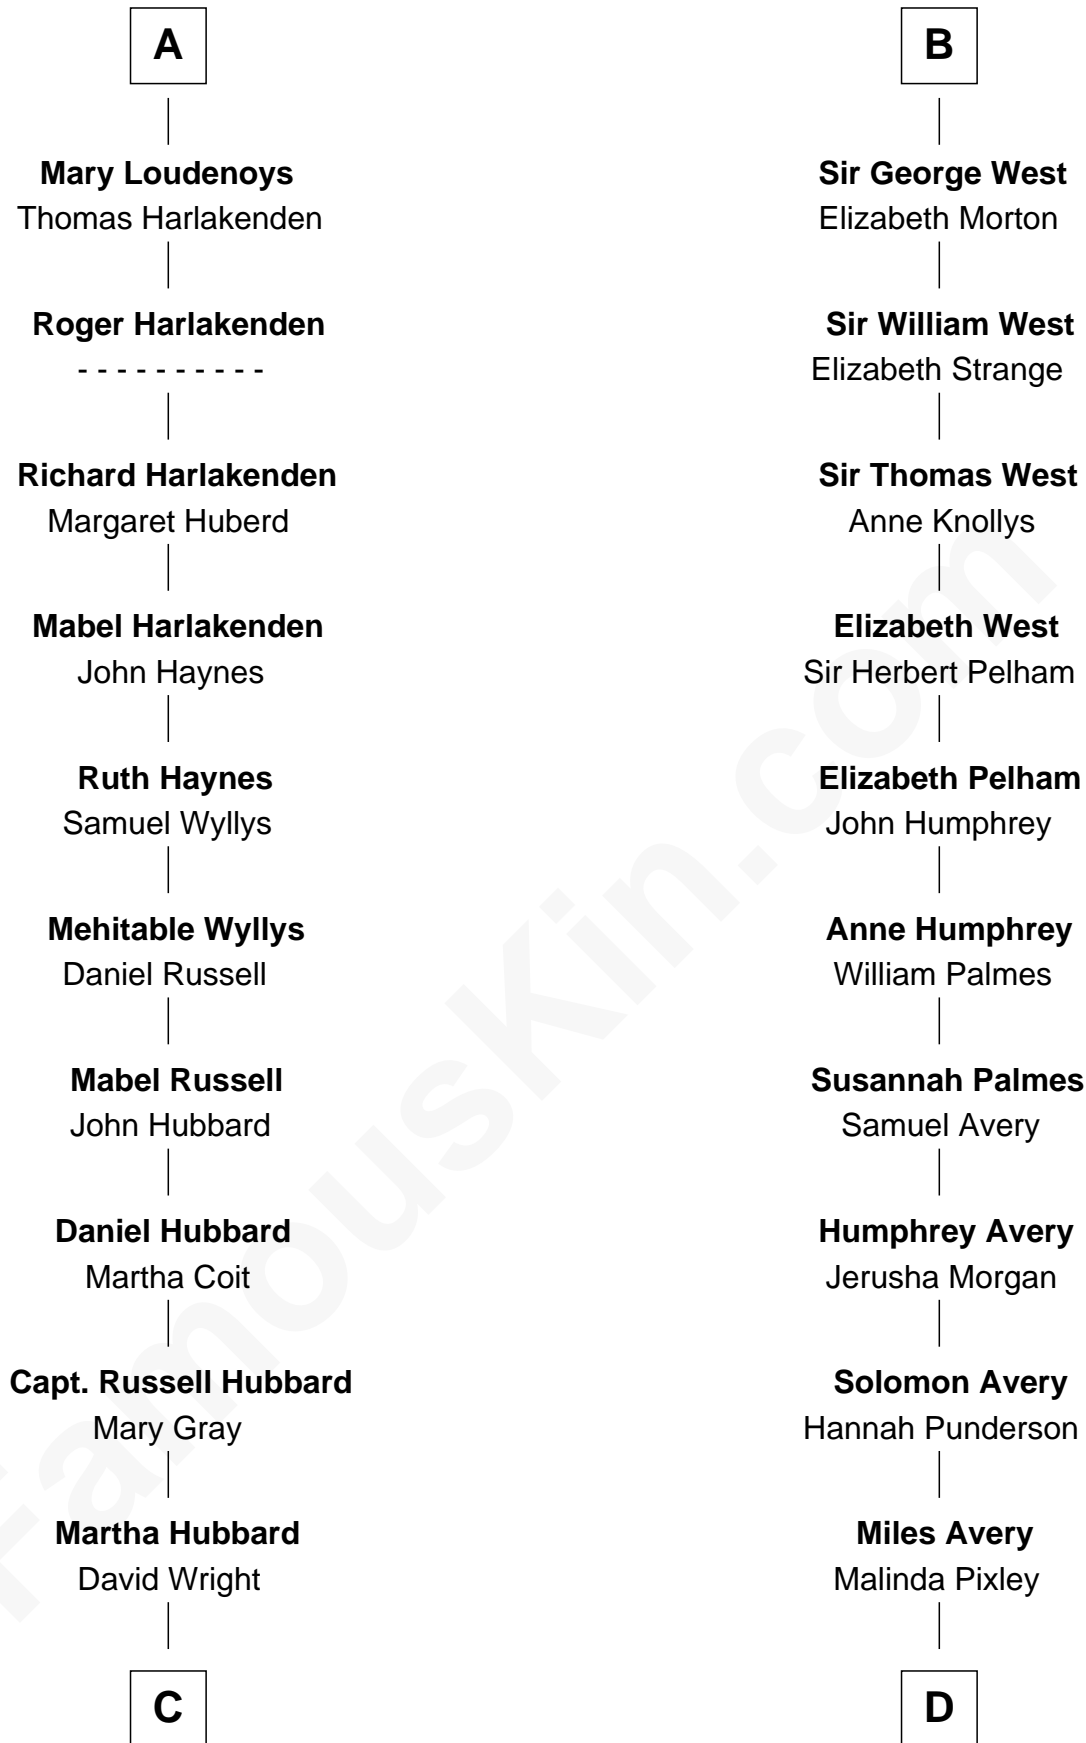 A
Mary Loudenoys
Thomas Harlakenden
Roger Harlakenden
- - - - - - - - - -
Richard Harlakenden
Margaret Huberd
Mabel Harlakenden
John Haynes
Ruth Haynes
Samuel Wyllys
Mehitable Wyllys
Daniel Russell
Mabel Russell
John Hubbard
Daniel Hubbard
Martha Coit
Capt. Russell Hubbard
Mary Gray
Martha Hubbard
David Wright
C
B
Sir George West
Elizabeth Morton
Sir William West
Elizabeth Strange
Sir Thomas West
Anne Knollys
Elizabeth West
Sir Herbert Pelham
Elizabeth Pelham
John Humphrey
Anne Humphrey
William Palmes
Susannah Palmes
Samuel Avery
Humphrey Avery
Jerusha Morgan
Solomon Avery
Hannah Punderson
Miles Avery
Malinda Pixley
D
FamousKin.com